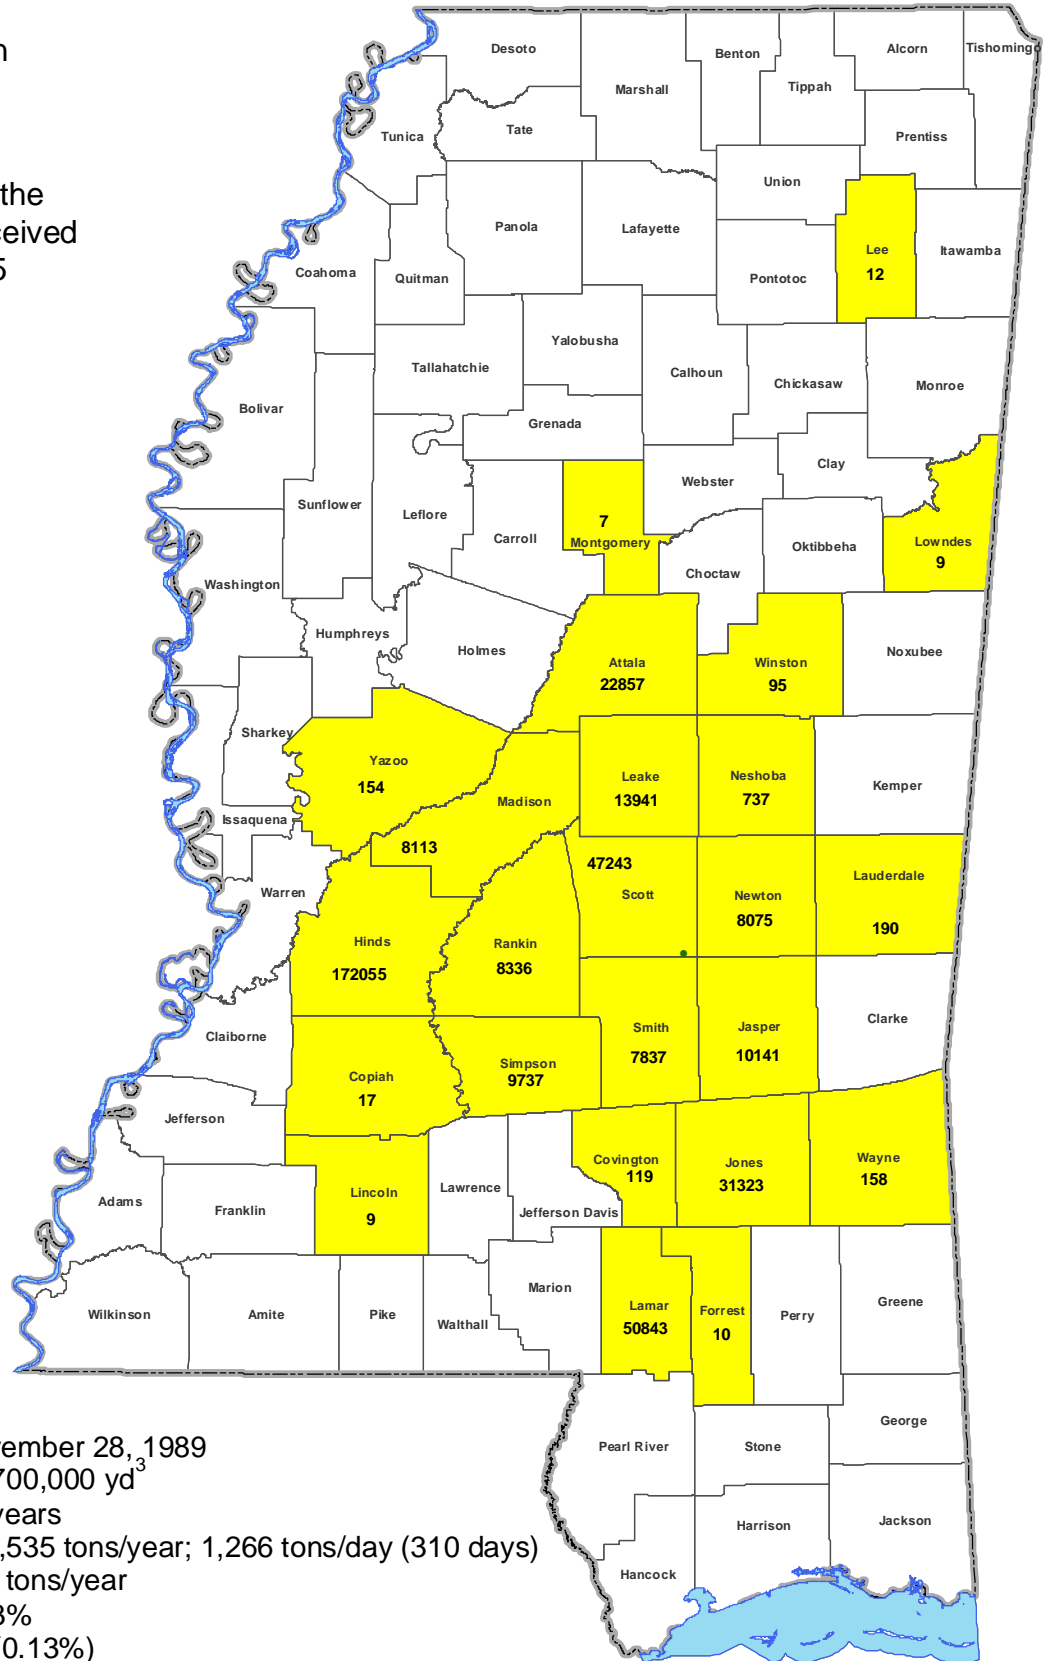 n
the
ceived
5
Desoto
Benton
Alcorn
Tishomingo
Marshall
Tippah
Tunica
Tate
Prentiss
Union
Panola
Lafayette
Lee
12
Itawamba
Coahoma
Quitman
Pontotoc
Yalobusha
Tallahatchie
Calhoun
Chickasaw
Monroe
Bolivar
Grenada
Clay
Webster
Sunflower
Leflore
Carroll
7
Montgomery
Oktibbeha
Lowndes
9
Choctaw
Washington
Humphreys
Holmes
Attala
22857
Winston
95
Noxubee
Sharkey
Yazoo
154
Leake
13941
Neshoba
737
Kemper
Madison
8113
Issaquena
47243
Scott
Lauderdale
190
Warren
Newton
8075
Hinds
172055
Rankin
8336
Claiborne
Smith
7837
Jasper
10141
Clarke
Simpson
9737
Copiah
17
Jefferson
Covington
119
Jones
31323
Wayne
158
Adams
Franklin
Lincoln
9
Lawrence
Jefferson Davis
Wilkinson
Amite
Pike
Walthall
Marion
Lamar
50843
Forrest
10
Perry
Greene
George
Pearl River
Stone
Harrison
Jackson
Hancock
vember 28, 1989
700,000 yd3
years
,535 tons/year; 1,266 tons/day (310 days)
tons/year
3%
(0.13%)